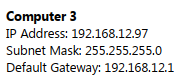 Computer 3
IP Address: 192.168.12.97
Subnet Mask: 255.255.255.0
Default Gateway: 192.168.12.1